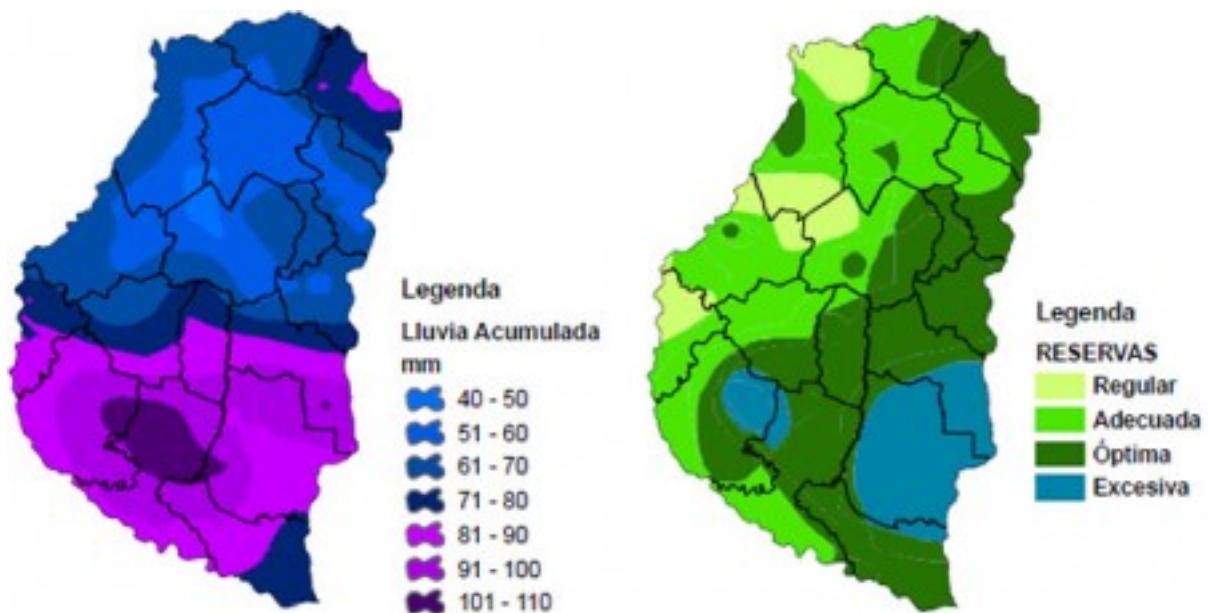 Legenda
Lluvia Acumulada
mm
40 - 50
51 - 60
61 - 70
71 - 80
81 - 90
91 - 100
101 - 110
Legenda
RESERVAS
Regular
Adecuada
Óptima
Excesiva